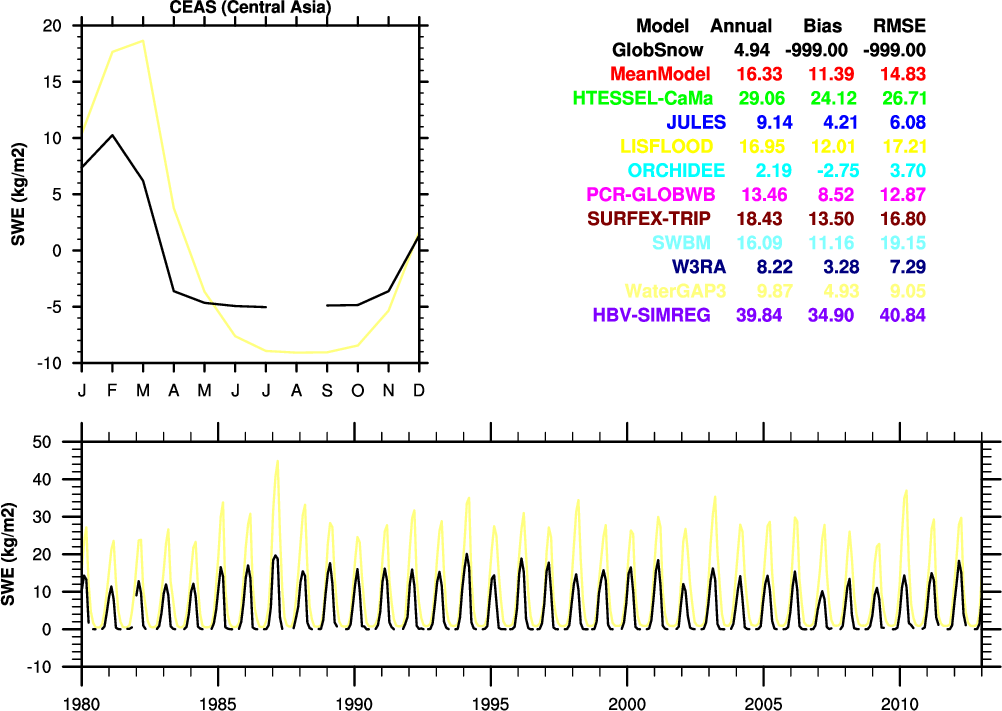 CEAS (Central Asia)
20
15
10
5
0
-5
-10
SWE (kg/m2)
J F M A M J J A S O N D
Model Annual Bias RMSE
GlobSnow 4.94 -999.00 -999.00
MeanModel 16.33 11.39 14.83
HTESSEL-CaMa 29.06 24.12 26.71
JULES 9.14 4.21 6.08
LISFLOOD 16.95 12.01 17.21
ORCHIDEE 2.19 -2.75 3.70
PCR-GLOBWB 13.46 8.52 12.87
SURFEX-TRIP 18.43 13.50 16.80
SWBM 16.09 11.16 19.15
W3RA 8.22 3.28 7.29
WaterGAP3 9.87 4.93 9.05
HBV-SIMREG 39.84 34.90 40.84
50
40
30
20
10
0
-10
SWE (kg/m2)
1980 1985 1990 1995 2000 2005 2010